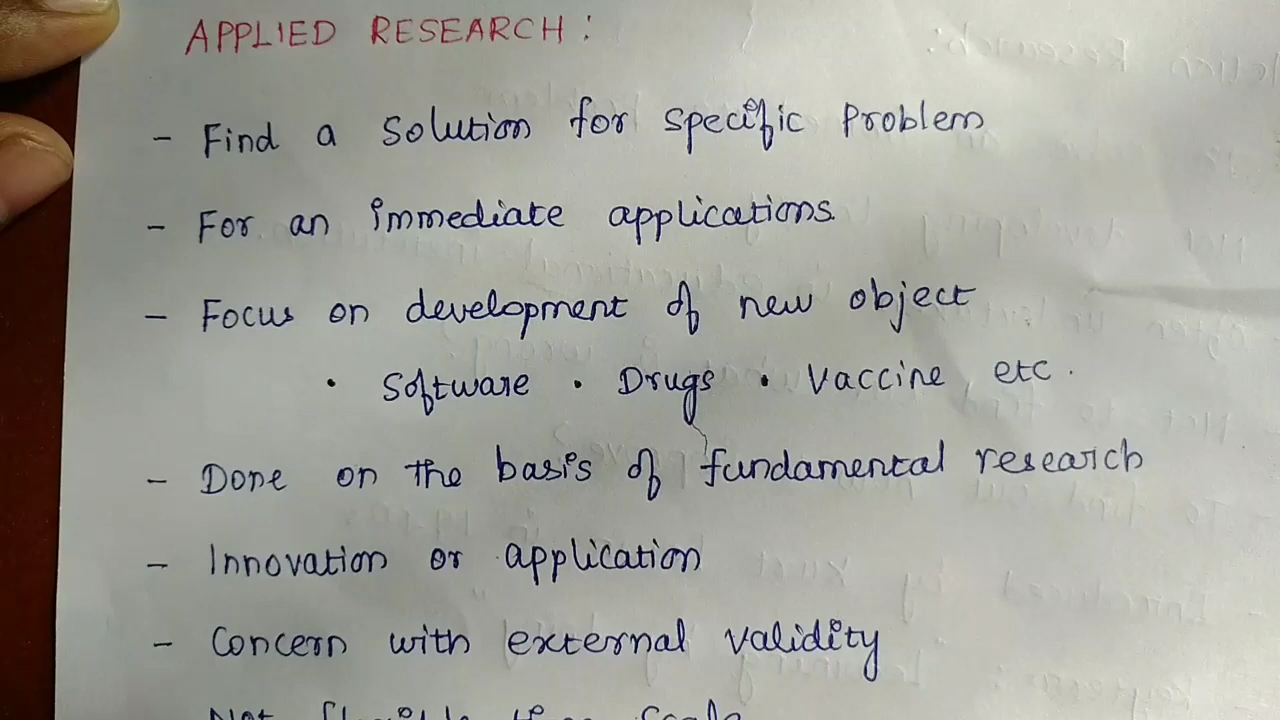 APPLIED RESEARCH :
- Find a solution for specific Problem
- For an immediate applications.
- Focus on development of new object
· Software · Drugs · Vaccine etc.
- Done on the basis of fundamental research
- Innovation or application
- Concern with external validity
Not